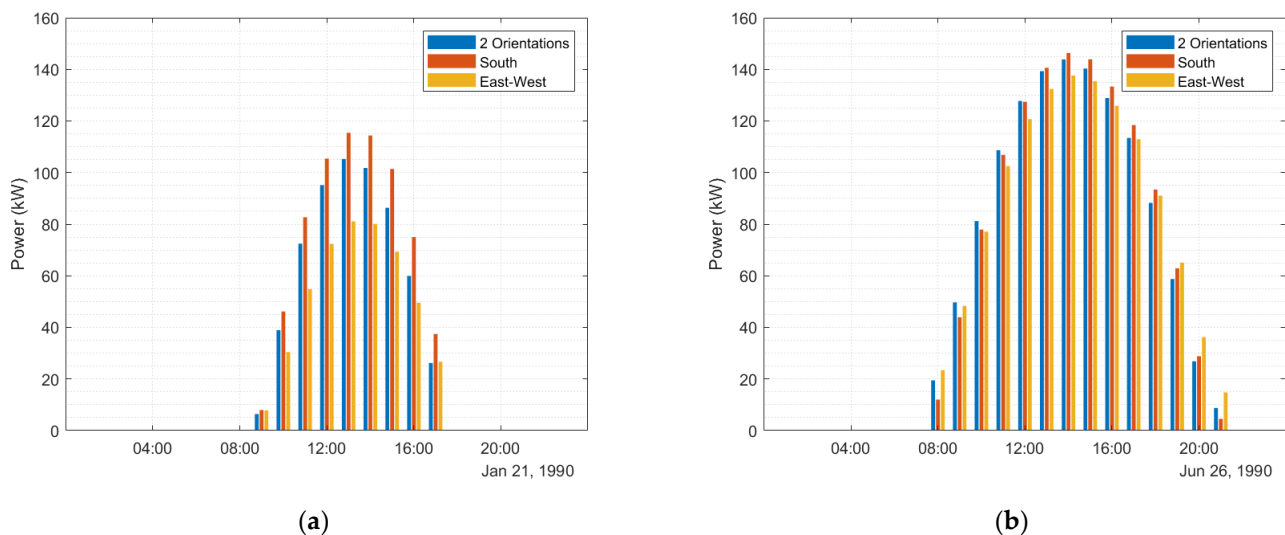 160
140
120
100
80
60
40
20
0
Power (kW)
2 Orientations
South
East-West
04:00 08:00 12:00 16:00 20:00
Jan 21, 1990
(a)
160
140
120
100
80
60
40
20
0
Power (kW)
2 Orientations
South
East-West
04:00 08:00 12:00 16:00 20:00
Jun 26, 1990
(b)